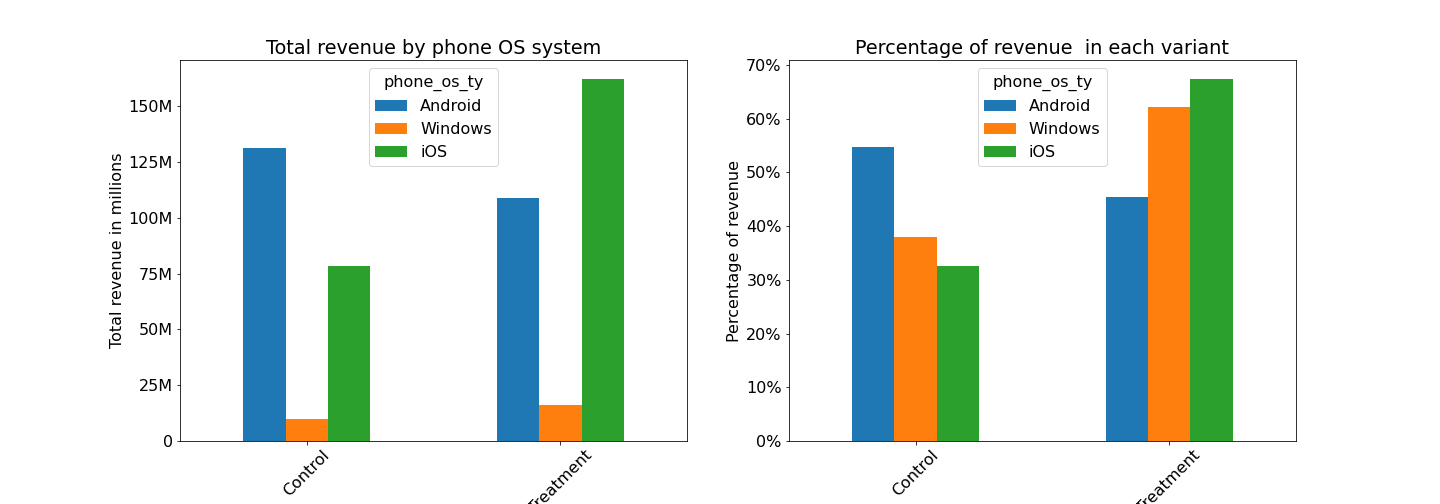 Total revenue by phone OS system
Total revenue in millions
150M
125M
100M
75M
50M
25M
0
phone_os_ty
Android
Windows
iOS
Control
Treatment
Percentage of revenue  in each variant
Percentage of revenue
70%
60%
50%
40%
30%
20%
10%
0%
phone_os_ty
Android
Windows
iOS
Control
Treatment